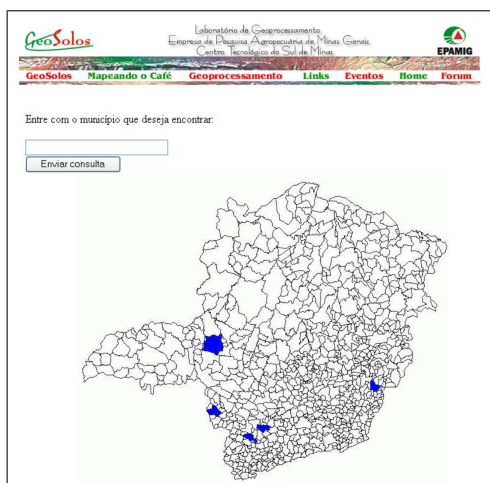 GeoSolos
Laboratório de Geoprocessamento
Empresa de Pesquisa Agropecuária de Minas Gerais
Centro Tecnológico do Sul de Minas
EPAMIG
GeoSolos Mapeando o Café Geoprocessamento Links Eventos Home Forum
Entre com o município que deseja encontrar:
Enviar consulta